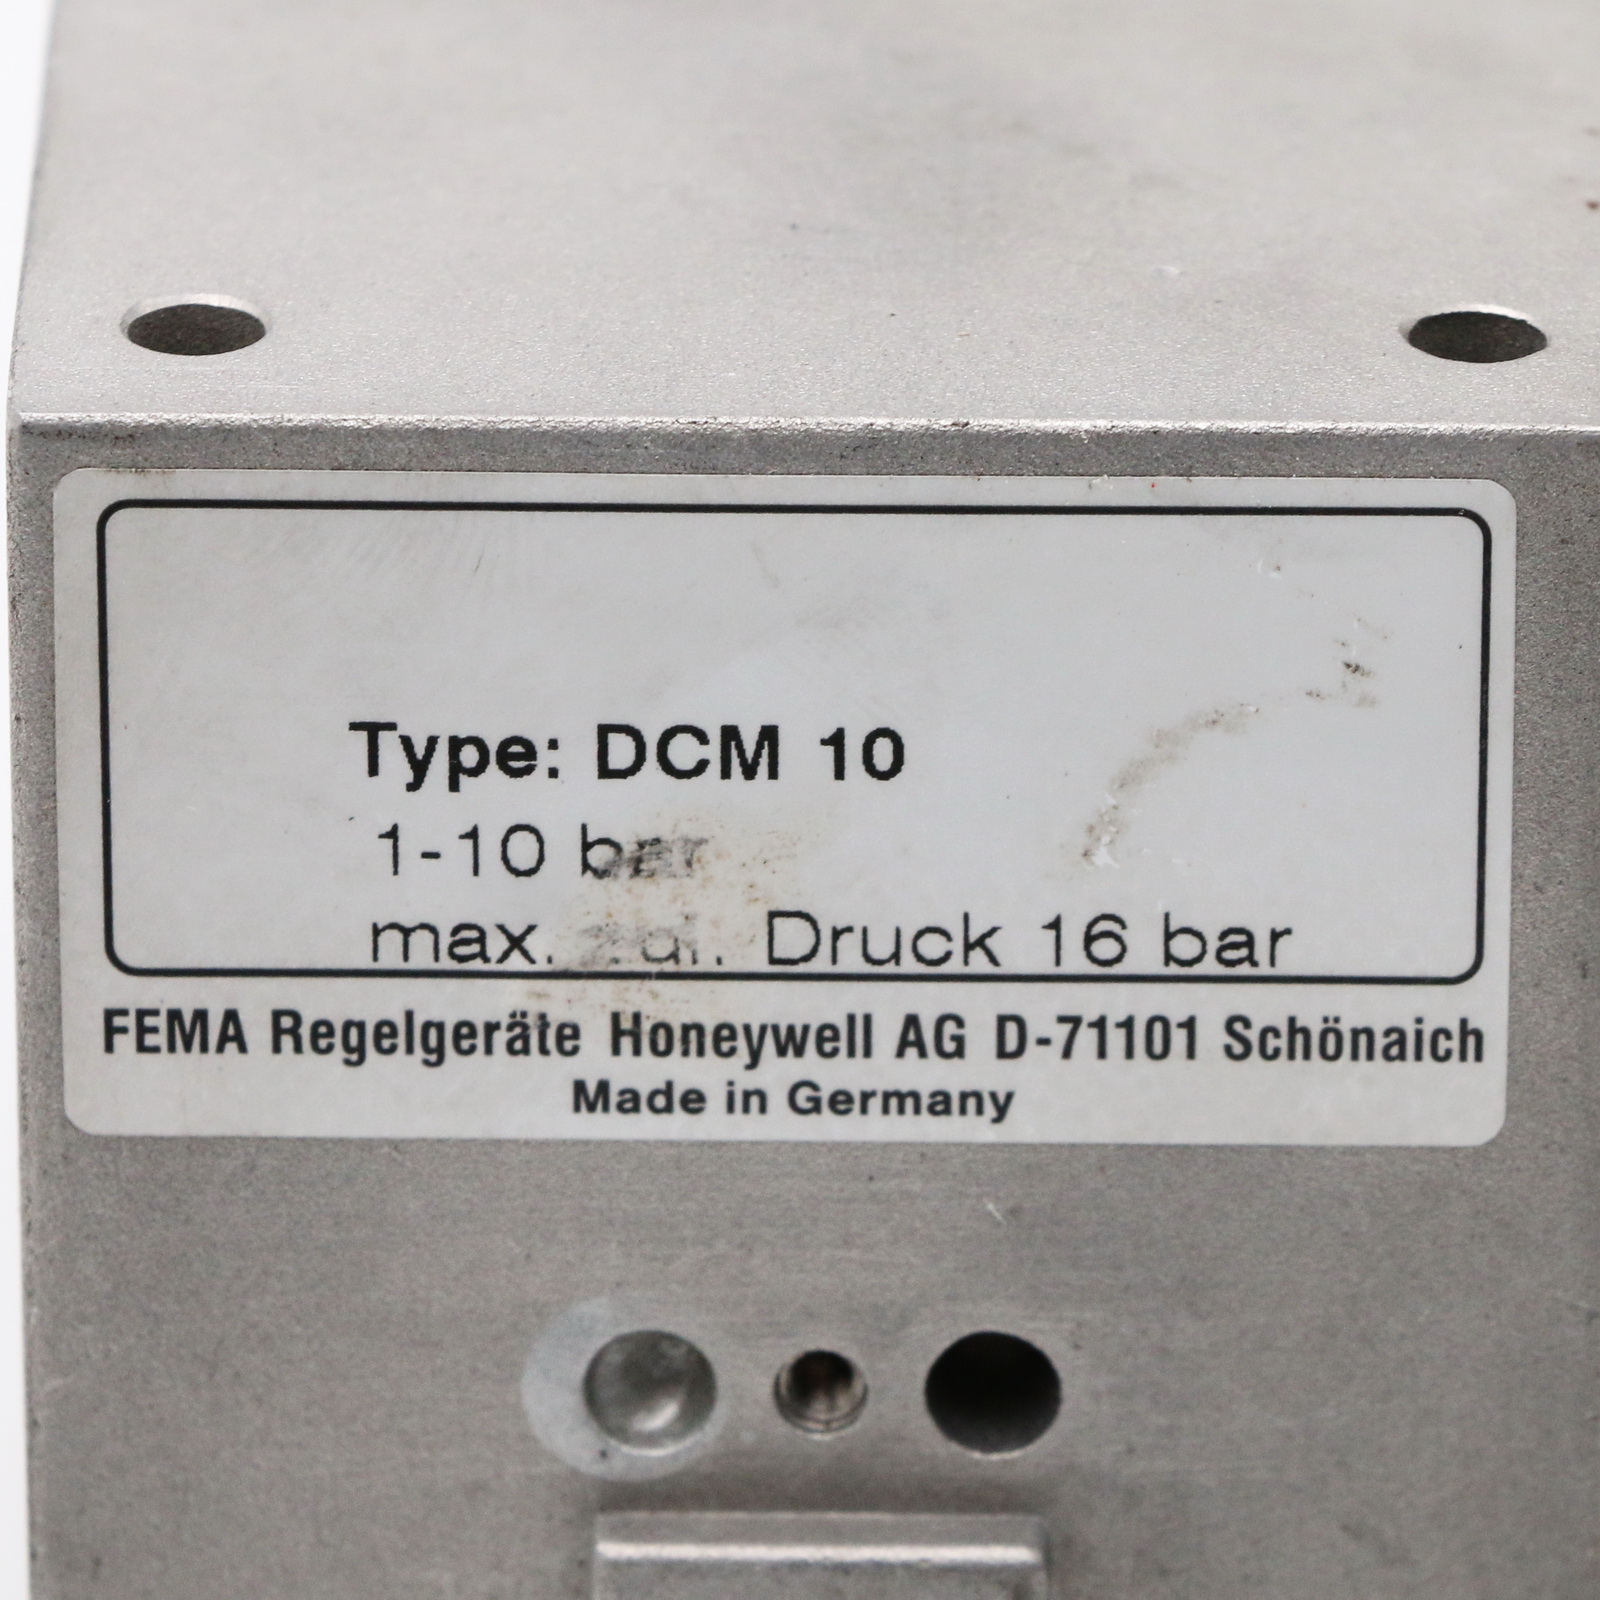 Type: DCM 10
1-10 bar
max. zul. Druck 16 bar
FEMA Regelgeräte Honeywell AG D-71101 Schönaich
Made in Germany